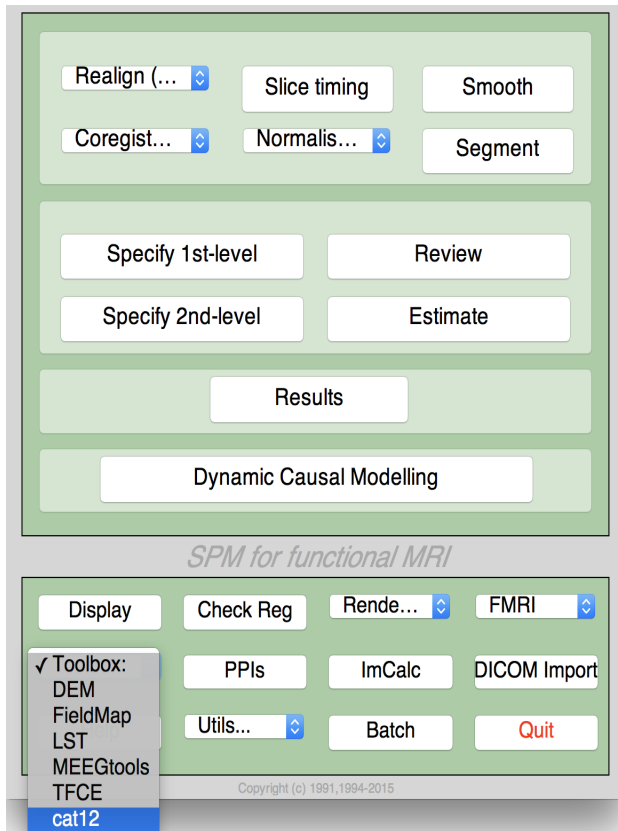 Realign (...
Slice timing
Smooth
Coregist...
Normalis...
Segment
Specify 1st-level
Review
Specify 2nd-level
Estimate
Results
Dynamic Causal Modelling
SPM for functional MRI
Display
Check Reg
Rende...
FMRI
✓ Toolbox:
PPIs
ImCalc
DICOM Import
DEM
FieldMap
LST
Utils...
Batch
Quit
MEEGtools
TFCE
Copyright (c) 1991,1994-2015
cat12